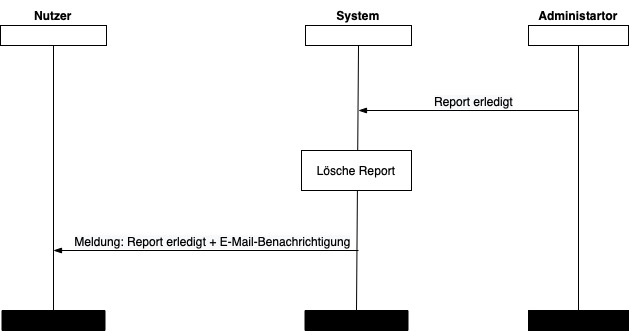 Nutzer
System
Administartor
Report erledigt
Lösche Report
Meldung: Report erledigt + E-Mail-Benachrichtigung